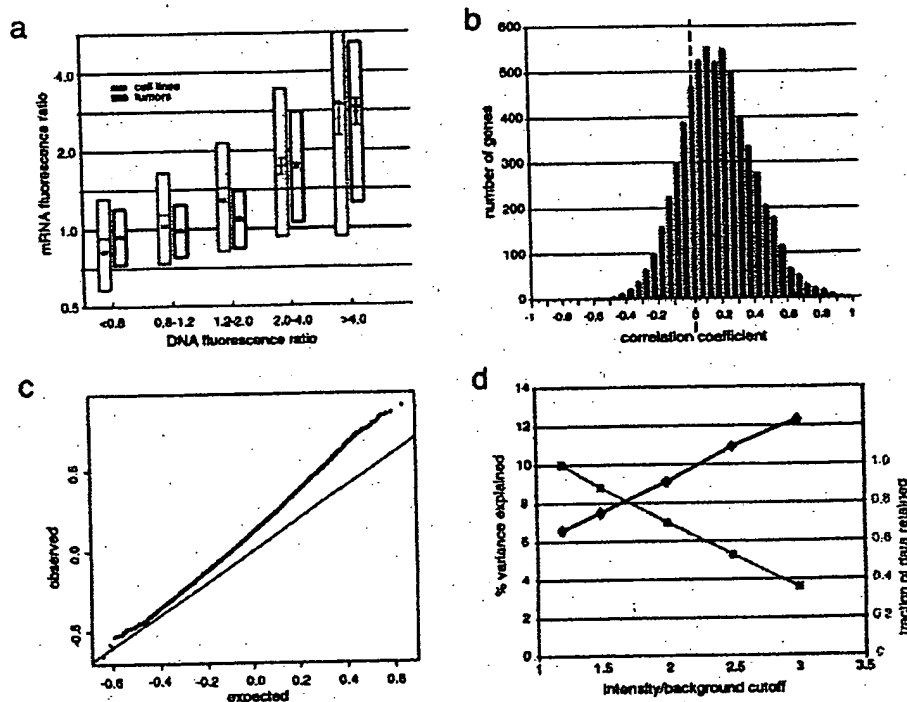 a
mRNA fluorescence ratio
4.0
2.0
1.0
0.5
cell lines
tumors
<0.8
0.8-1.2
1.2-2.0
2.0-4.0
>4.0
DNA fluorescence ratio
b
number of genes
600
500
400
300
200
100
0
-1 -0.8 -0.6 -0.4 -0.2 0 0.2 0.4 0.6 0.8 1
correlation coefficient
c
observed
0.5
0.0
-0.5
-0.6 -0.2 0.0 0.2 0.4 0.6
expected
d
% variance explained
14
12
10
8
6
4
2
0
1 1.5 2 2.5 3 3.5
intensity/background cutoff
1.0
0.8
0.6
0.4
0.2
fraction of data retained